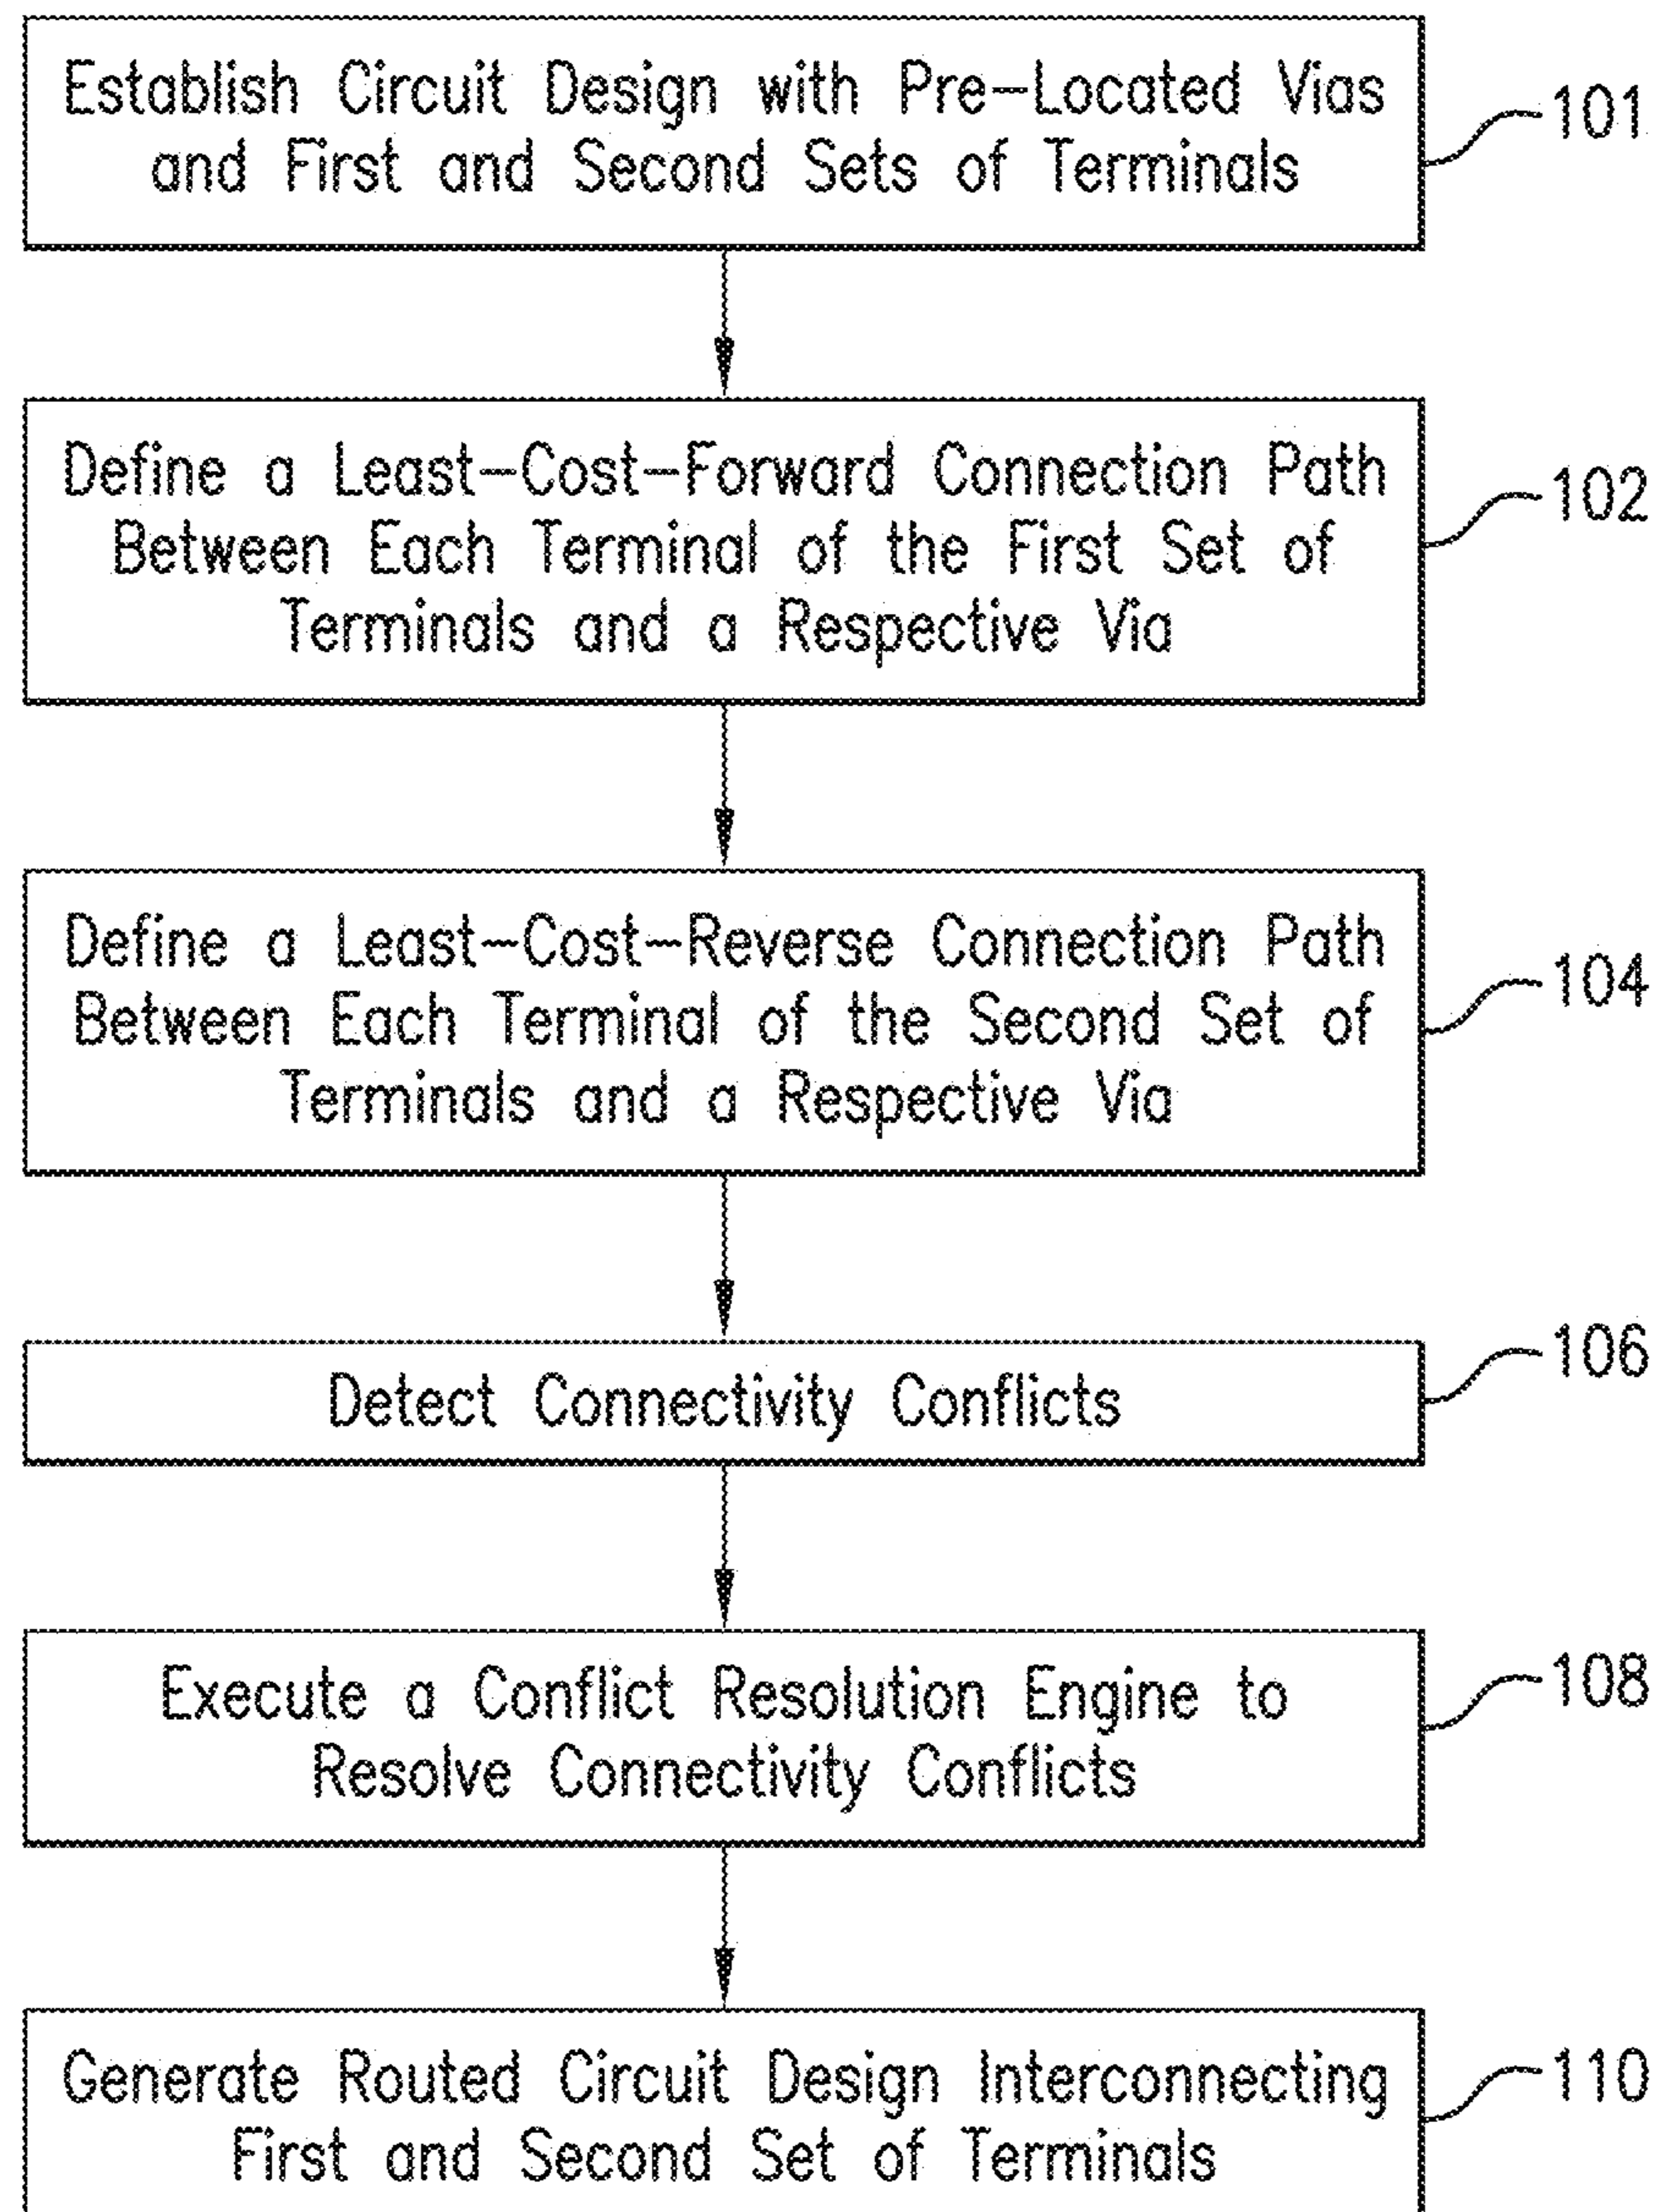 Establish Circuit Design with Pre-Located Vias
and First and Second Sets of Terminals
101
Define a Least-Cost-Forward Connection Path
Between Each Terminal of the First Set of
Terminals and a Respective Via
102
Define a Least-Cost-Reverse Connection Path
Between Each Terminal of the Second Set of
Terminals and a Respective Via
104
Detect Connectivity Conflicts
106
Execute a Conflict Resolution Engine to
Resolve Connectivity Conflicts
108
Generate Routed Circuit Design Interconnecting
First and Second Set of Terminals
110